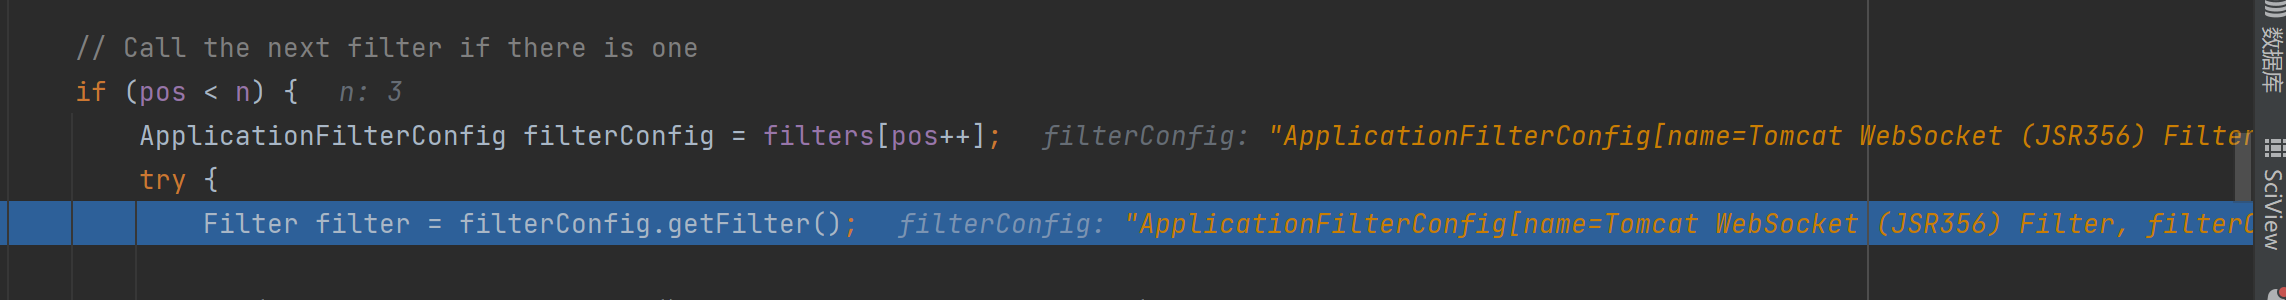 // Call the next filter if there is one
if (pos < n) { n: 3
ApplicationFilterConfig filterConfig = filters[pos++]; filterConfig: "ApplicationFilterConfig[name=Tomcat WebSocket (JSR356) Filter
try {
Filter filter = filterConfig.getFilter(); filterConfig: "ApplicationFilterConfig[name=Tomcat WebSocket (JSR356) Filter, filterC
数据库
SciView